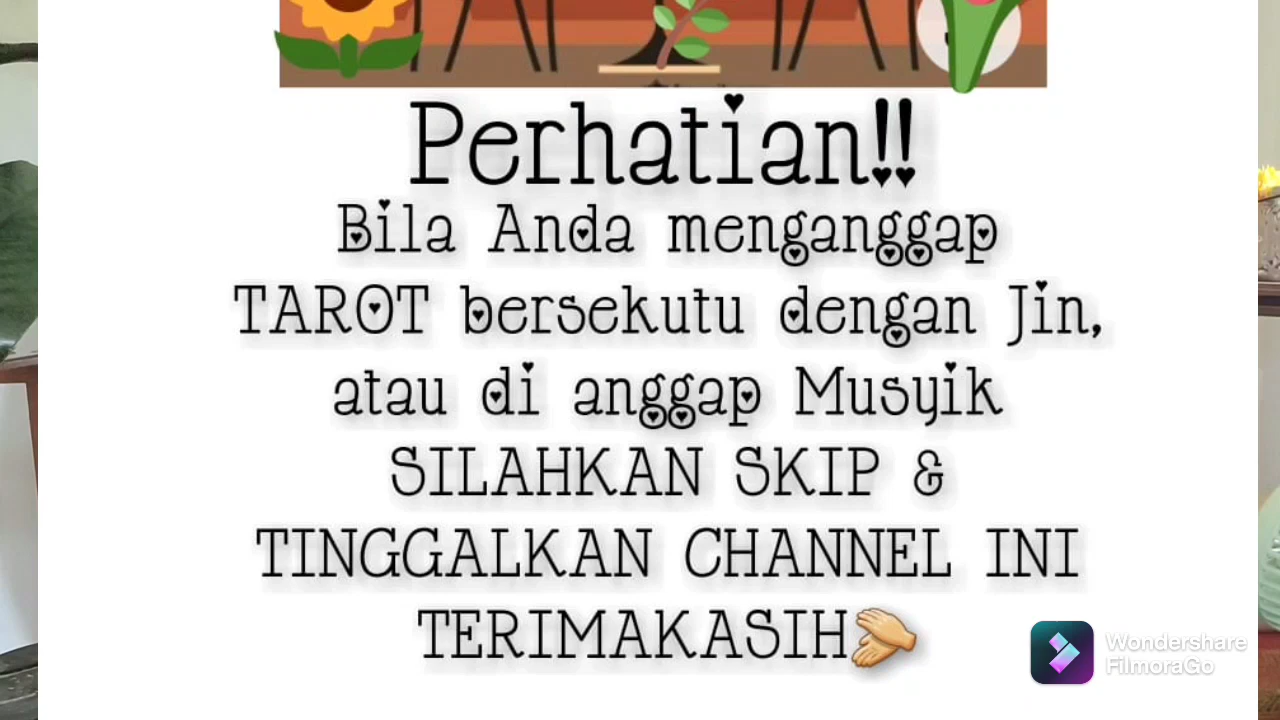 Perhatian!!
Bila Anda menganggap
TAROT bersekutu dengan Jin,
atau di anggap Musyik
SILAHKAN SKIP &
TINGGALKAN CHANNEL INI
TERIMAKASIH
Wondershare
FilmoraGo